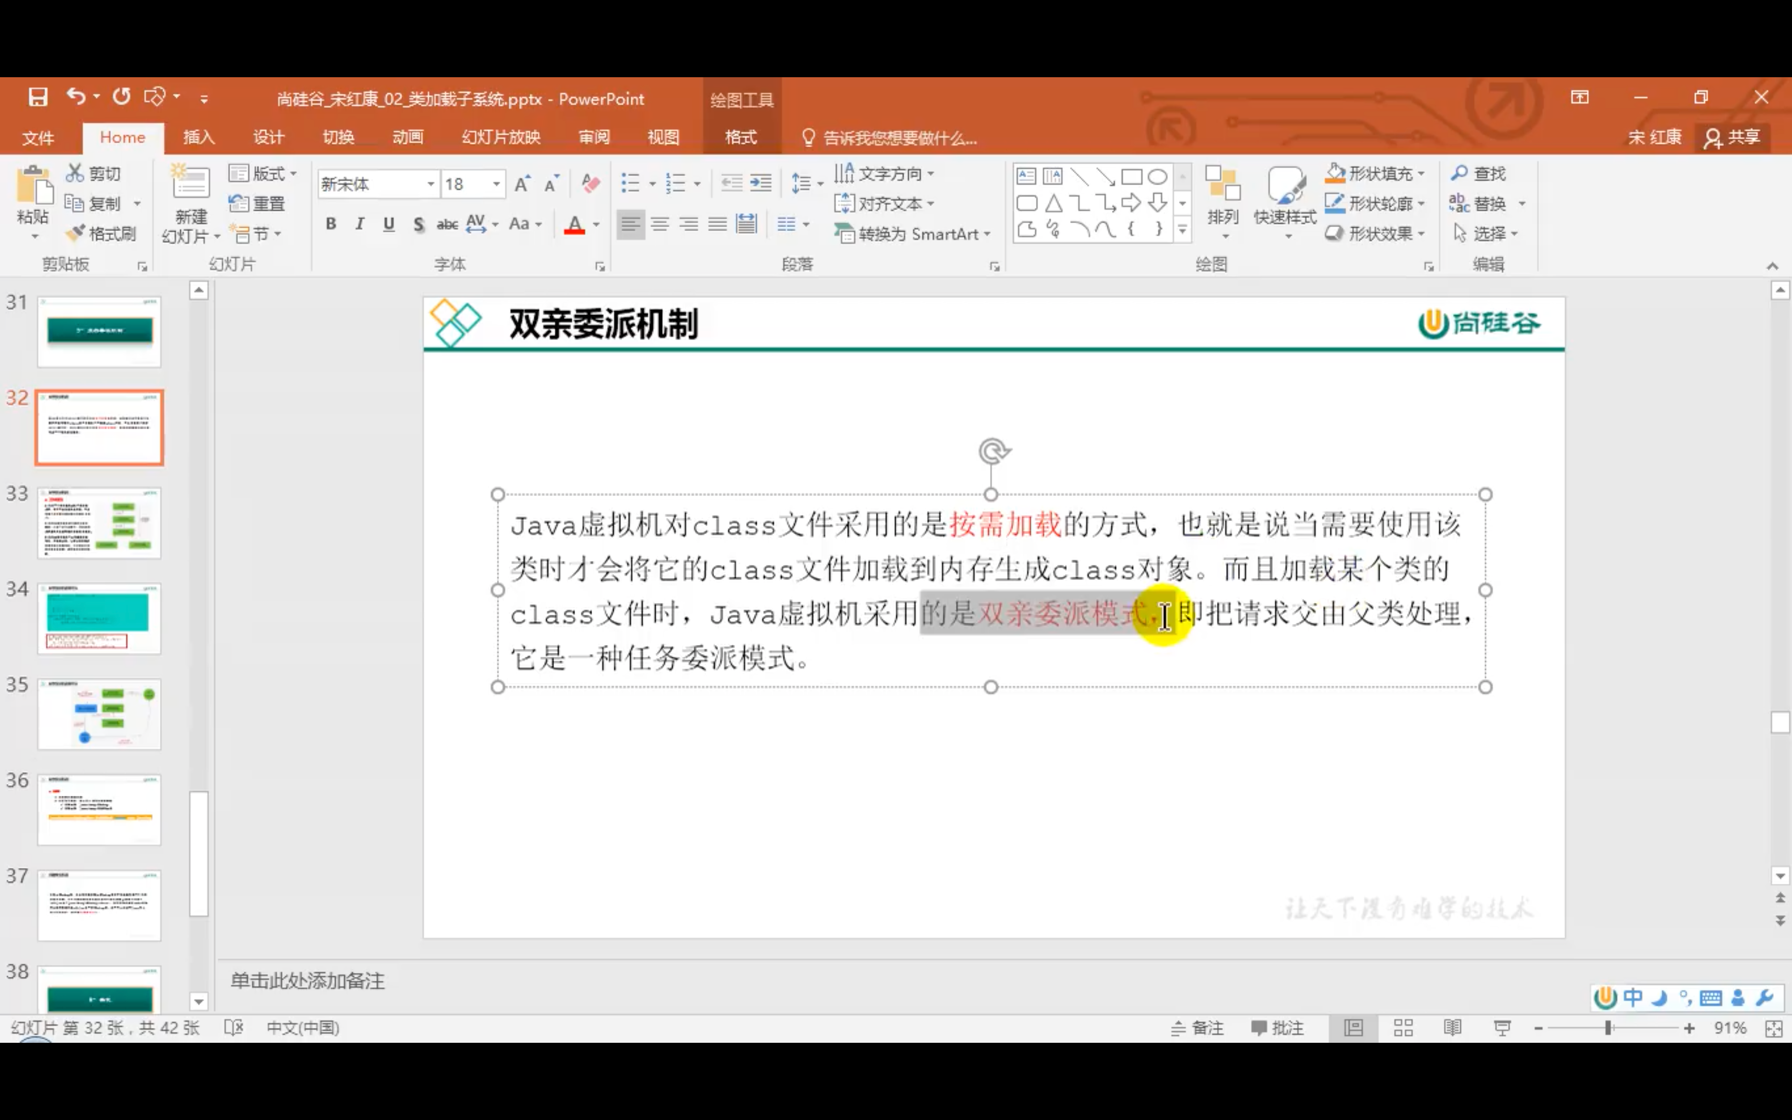 尚硅谷_宋红康_02_类加载子系统.pptx - PowerPoint
绘图工具
文件
Home
插入
设计
切换
动画
幻灯片放映
审阅
视图
格式
告诉我您想要做什么...
宋 红康
共享
粘贴
剪切
复制
格式刷
剪贴板
新建
幻灯片
版式
重置
节
幻灯片
新宋体
18
B I U S abc AV Aa A
字体
文字方向
对齐文本
转换为 SmartArt
段落
排列
快速样式
形状填充
形状轮廓
形状效果
绘图
查找
替换
选择
编辑
31
32
33
34
35
36
37
38
双亲委派机制
尚硅谷
Java虚拟机对class文件采用的是按需加载的方式，也就是说当需要使用该
类时才会将它的class文件加载到内存生成class对象。而且加载某个类的
class文件时，Java虚拟机采用的是双亲委派模式，即把请求交由父类处理，
它是一种任务委派模式。
让天下没有难学的技术
单击此处添加备注
中
幻灯片 第 32 张，共 42 张
中文(中国)
备注
批注
91%